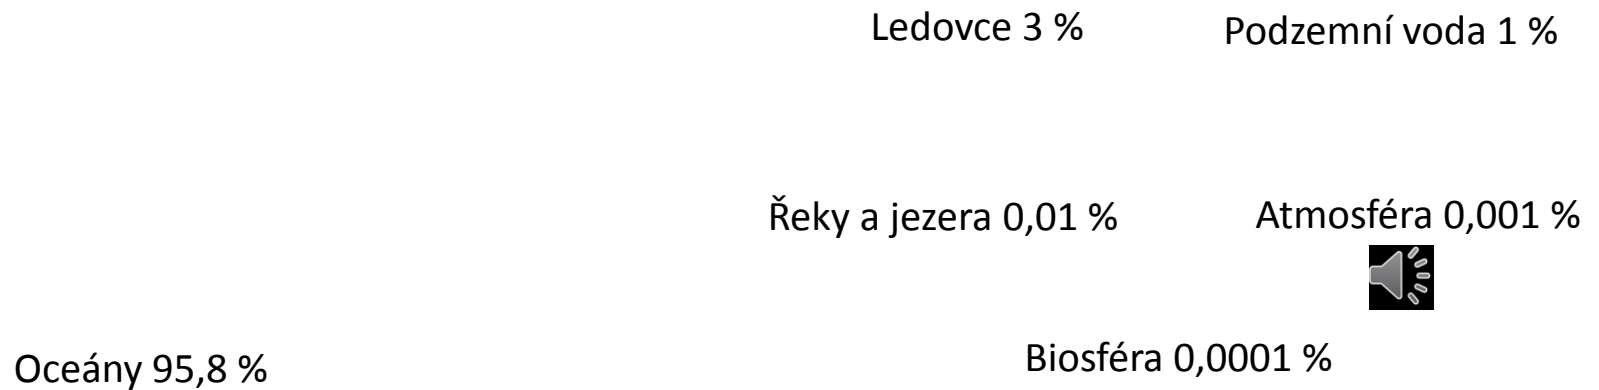 Ledovce 3 %
Podzemní voda 1 %
Řeky a jezera 0,01 %
Atmosféra 0,001 %
Oceány 95,8 %
Biosféra 0,0001 %